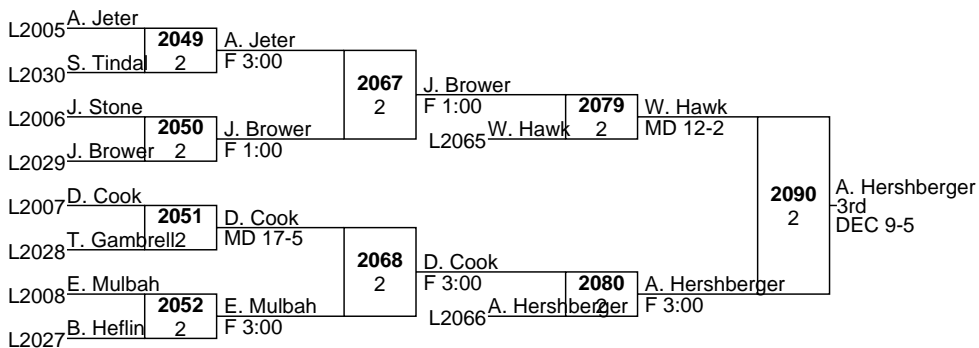 L2005 A. Jeter
2049
2
L2030 S. Tindal
A. Jeter
F 3:00
L2006 J. Stone
2050
2
L2029 J. Brower
J. Brower
F 1:00
2067
2
J. Brower
F 1:00
L2065 W. Hawk
2079
2
W. Hawk
MD 12-2
L2007 D. Cook
2051
2
L2028 T. Gambrell
D. Cook
MD 17-5
L2008 E. Mulbah
2052
2
L2027 B. Heflin
E. Mulbah
F 3:00
2068
2
D. Cook
F 3:00
L2066 A. Hershberger
2080
2
A. Hershberger
F 3:00
2090
2
A. Hershberger
3rd
DEC 9-5